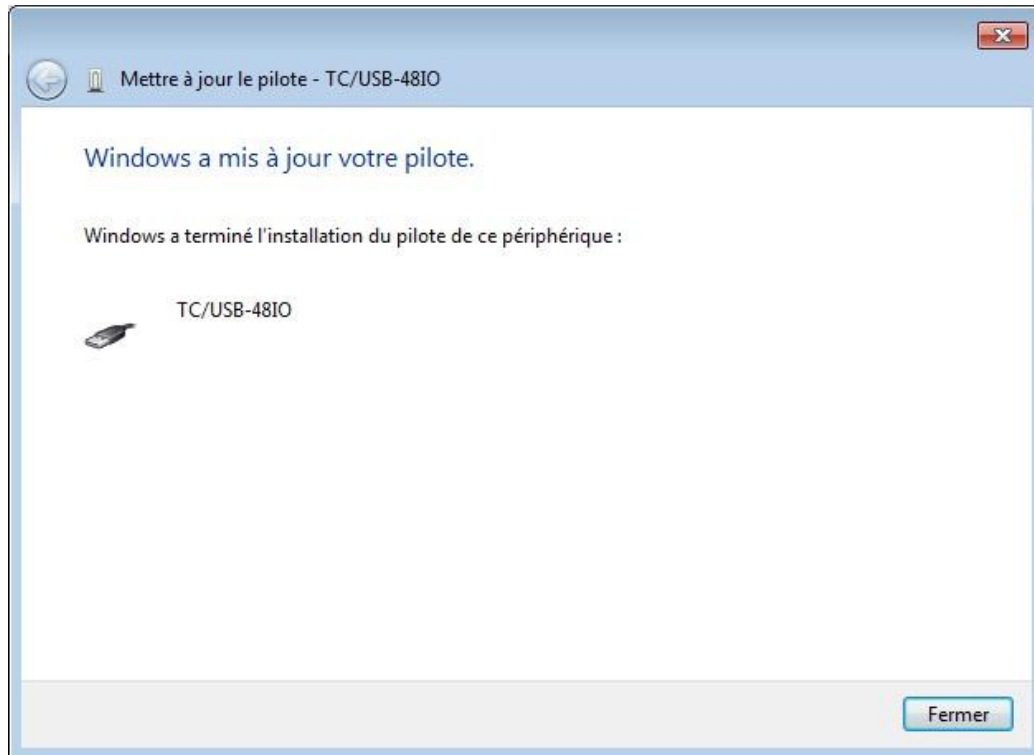 Mettre à jour le pilote - TC/USB-48IO
Windows a mis à jour votre pilote.
Windows a terminé l'installation du pilote de ce périphérique :
TC/USB-48IO
Fermer